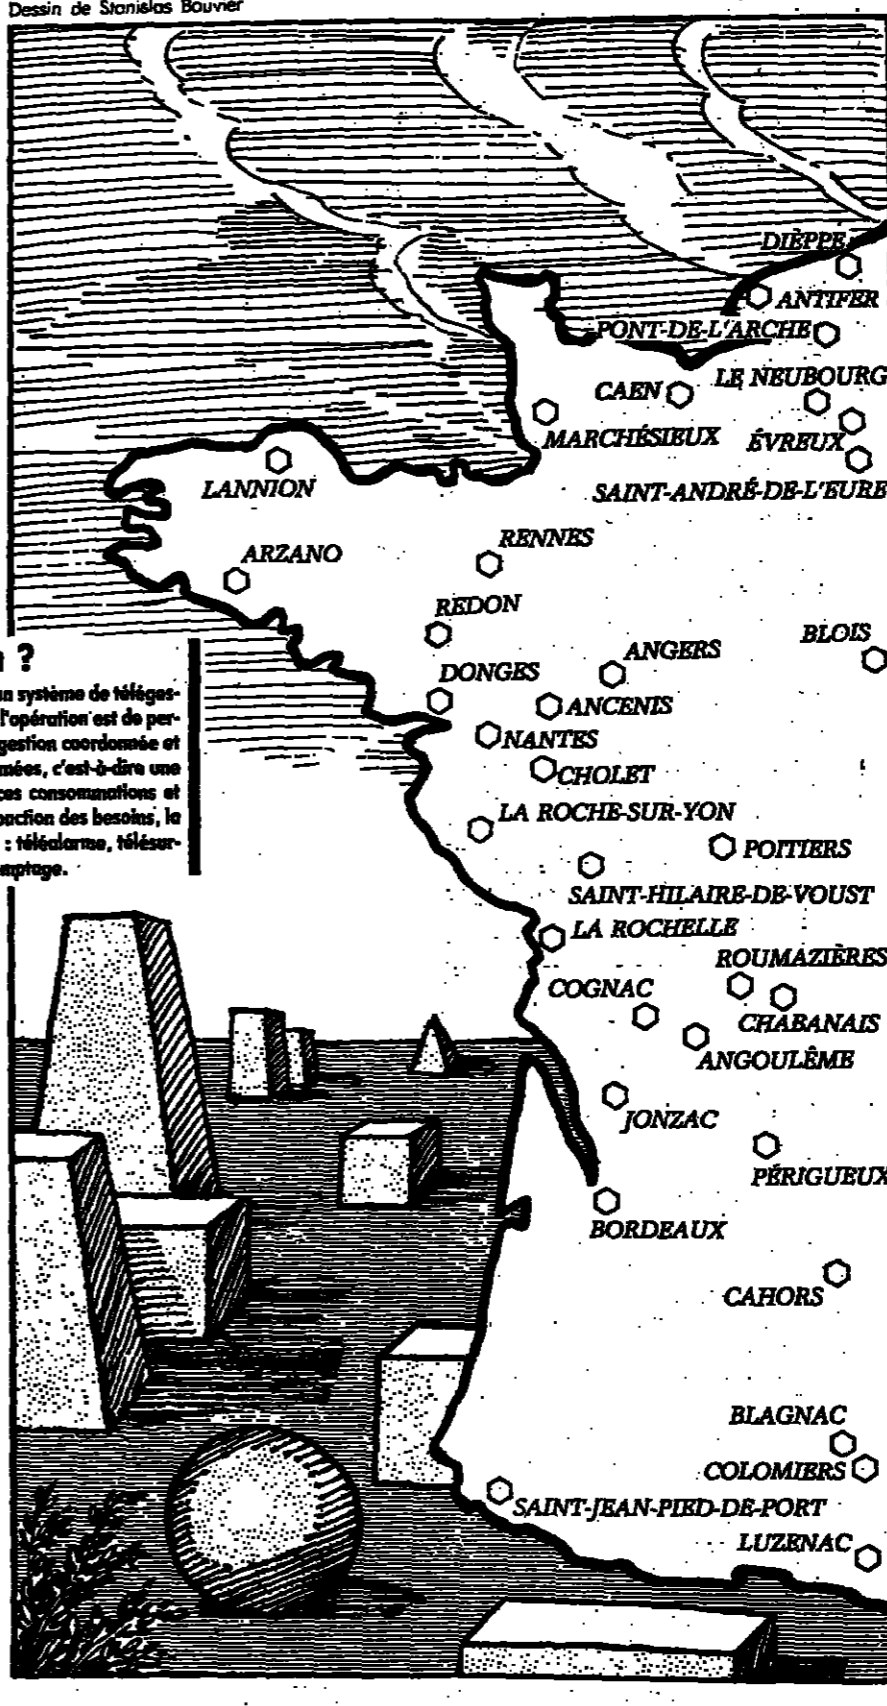 Dessin de Stanislas Bouvier
DIEPPE
ANTIFER
PONT-DE-L'ARCHE
LE NEUBOURG
CAEN
MARCHÉSIEUX
ÉVREUX
LANNION
SAINT-ANDRÉ-DE-L'EURE
RENNES
ARZANO
REDON
BLOIS
ANGERS
?
un système de téléges-
l'opération est de per-
gestion coordonnée et
c'est-à-dire une
ces consommations et
des besoins, la
: téléalarme, télésur-
DONGES
ANCENIS
NANTES
CHOLET
LA ROCHE-SUR-YON
POITIERS
SAINT-HILAIRE-DE-VOUST
LA ROCHELLE
ROUMAZIÈRES
COGNAC
CHABANAIS
ANGOULÊME
JONZAC
PÉRIGUEUX
BORDEAUX
CAHORS
BLAGNAC
COLOMIERS
SAINT-JEAN-PIED-DE-PORT
LUZENAC